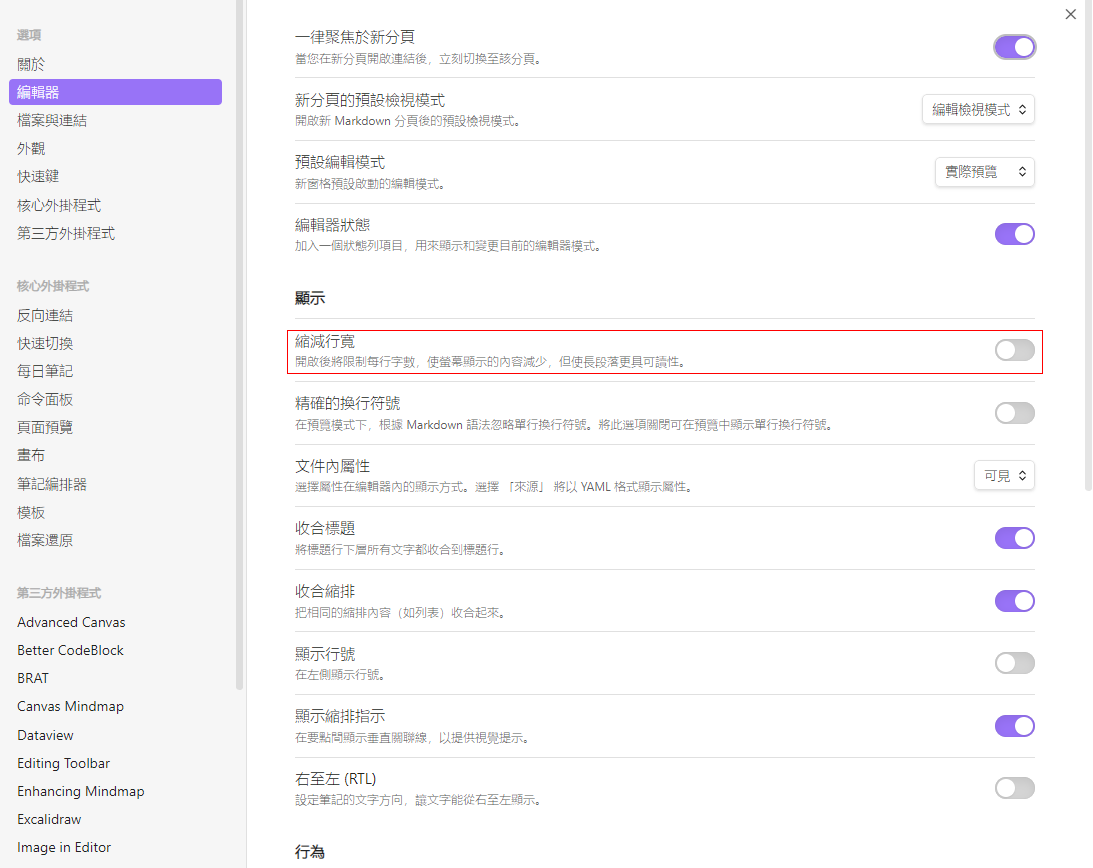 選項
關於
編輯器
檔案與連結
外觀
快速鍵
核心外掛程式
第三方外掛程式
核心外掛程式
反向連結
快速切換
每日筆記
命令面板
頁面預覽
畫布
筆記編排器
模板
檔案還原
第三方外掛程式
Advanced Canvas
Better CodeBlock
BRAT
Canvas Mindmap
Dataview
Editing Toolbar
Enhancing Mindmap
Excalidraw
Image in Editor
一律聚焦於新分頁
當您在新分頁開啟連結後，立刻切換至該分頁。
新分頁的預設檢視模式
開啟新 Markdown 分頁後的預設檢視模式。
編輯檢視模式
預設編輯模式
新窗格預設啟動的編輯模式。
實際預覽
編輯器狀態
加入一個狀態列項目，用來顯示和變更目前的編輯器模式。
顯示
縮減行寬
開啟後將限制每行字數，使螢幕顯示的內容減少，但使長段落更具可讀性。
精確的換行符號
在預覽模式下，根據 Markdown 語法忽略單行換行符號。將此選項關閉可在預覽中顯示單行換行符號。
文件內屬性
選擇屬性在編輯器內的顯示方式。選擇 「來源」 將以 YAML 格式顯示屬性。
可見
收合標題
將標題行下層所有文字都收合到標題行。
收合縮排
把相同的縮排內容（如列表）收合起來。
顯示行號
在左側顯示行號。
顯示縮排指示
在要點間顯示垂直關聯線，以提供視覺提示。
右至左 (RTL)
設定筆記的文字方向，讓文字能從右至左顯示。
行為